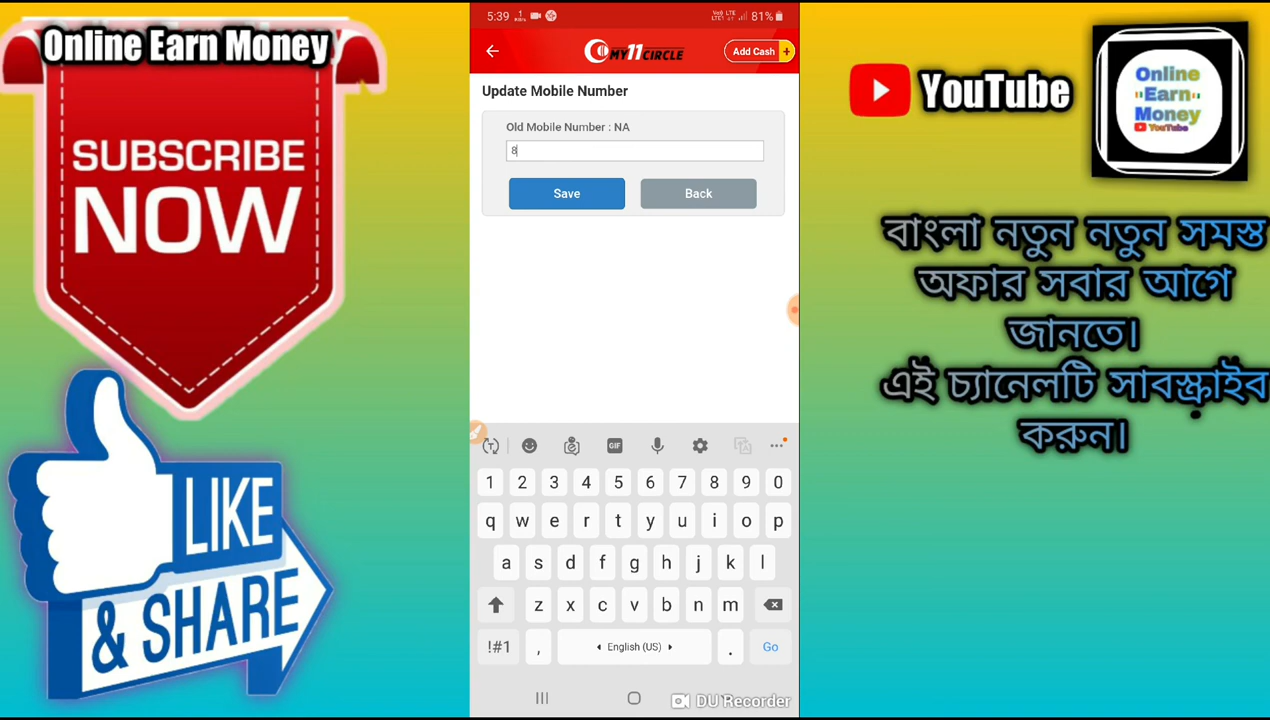 Online Earn Money
SUBSCRIBE
NOW
LIKE
& SHARE
5:39
81%
MY11CIRCLE
Add Cash +
Update Mobile Number
Old Mobile Number : NA
8
Save
Back
GIF
1 2 3 4 5 6 7 8 9 0
q w e r t y u i o p
a s d f g h j k l
z x c v b n m
!#1 , English (US) . Go
DU Recorder
YouTube
Online
Earn
Money
YouTube
বাংলা নতুন নতুন সমস্ত
অফার সবার আগে
জানতে।
এই চ্যানেলটি সাবস্ক্রাইব
করুন।